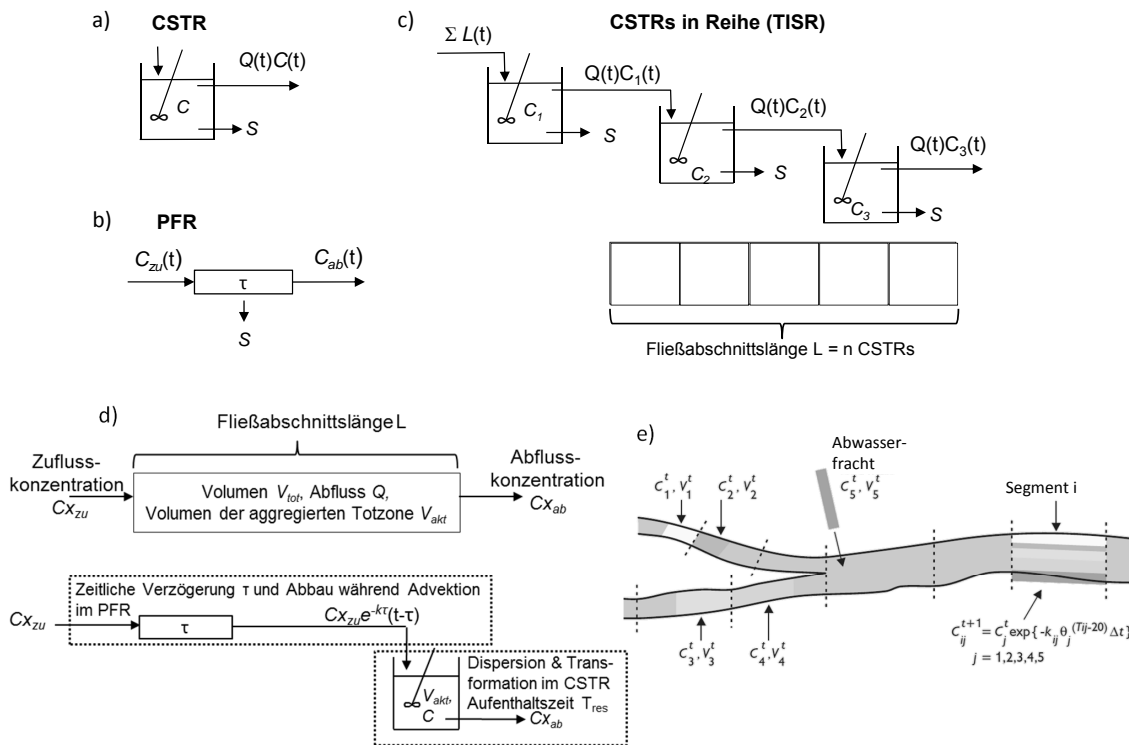 a)
CSTR
Q(t)C(t)
C
S
b)
PFR
C_zu(t)
C_ab(t)
τ
S
c)
CSTRs in Reihe (TISR)
Σ L(t)
Q(t)C_1(t)
C_1
S
Q(t)C_2(t)
C_2
S
Q(t)C_3(t)
C_3
S
Fließabschnittslänge L = n CSTRs
d)
Fließabschnittslänge L
Zufluss-
konzentration
Cx_zu
Volumen V_tot, Abfluss Q,
Volumen der aggregierten Totzone V_akt
Abfluss-
konzentration
Cx_ab
Zeitliche Verzögerung τ und Abbau während Advektion
im PFR
Cx_zu
τ
Cx_zu e^-kτ(t-τ)
Dispersion & Trans-
formation im CSTR
Aufenthaltszeit T_res
V_akt,
C
Cx_ab
e)
Abwasser-
fracht
C_1^t, V_1^t
C_2^t, V_2^t
C_5^t, V_5^t
Segment i
C_3^t, V_3^t
C_4^t, V_4^t
C_ij^t+1 = C_j^t exp{-k_ij θ_j^(Tij-20) Δt}
j = 1,2,3,4,5